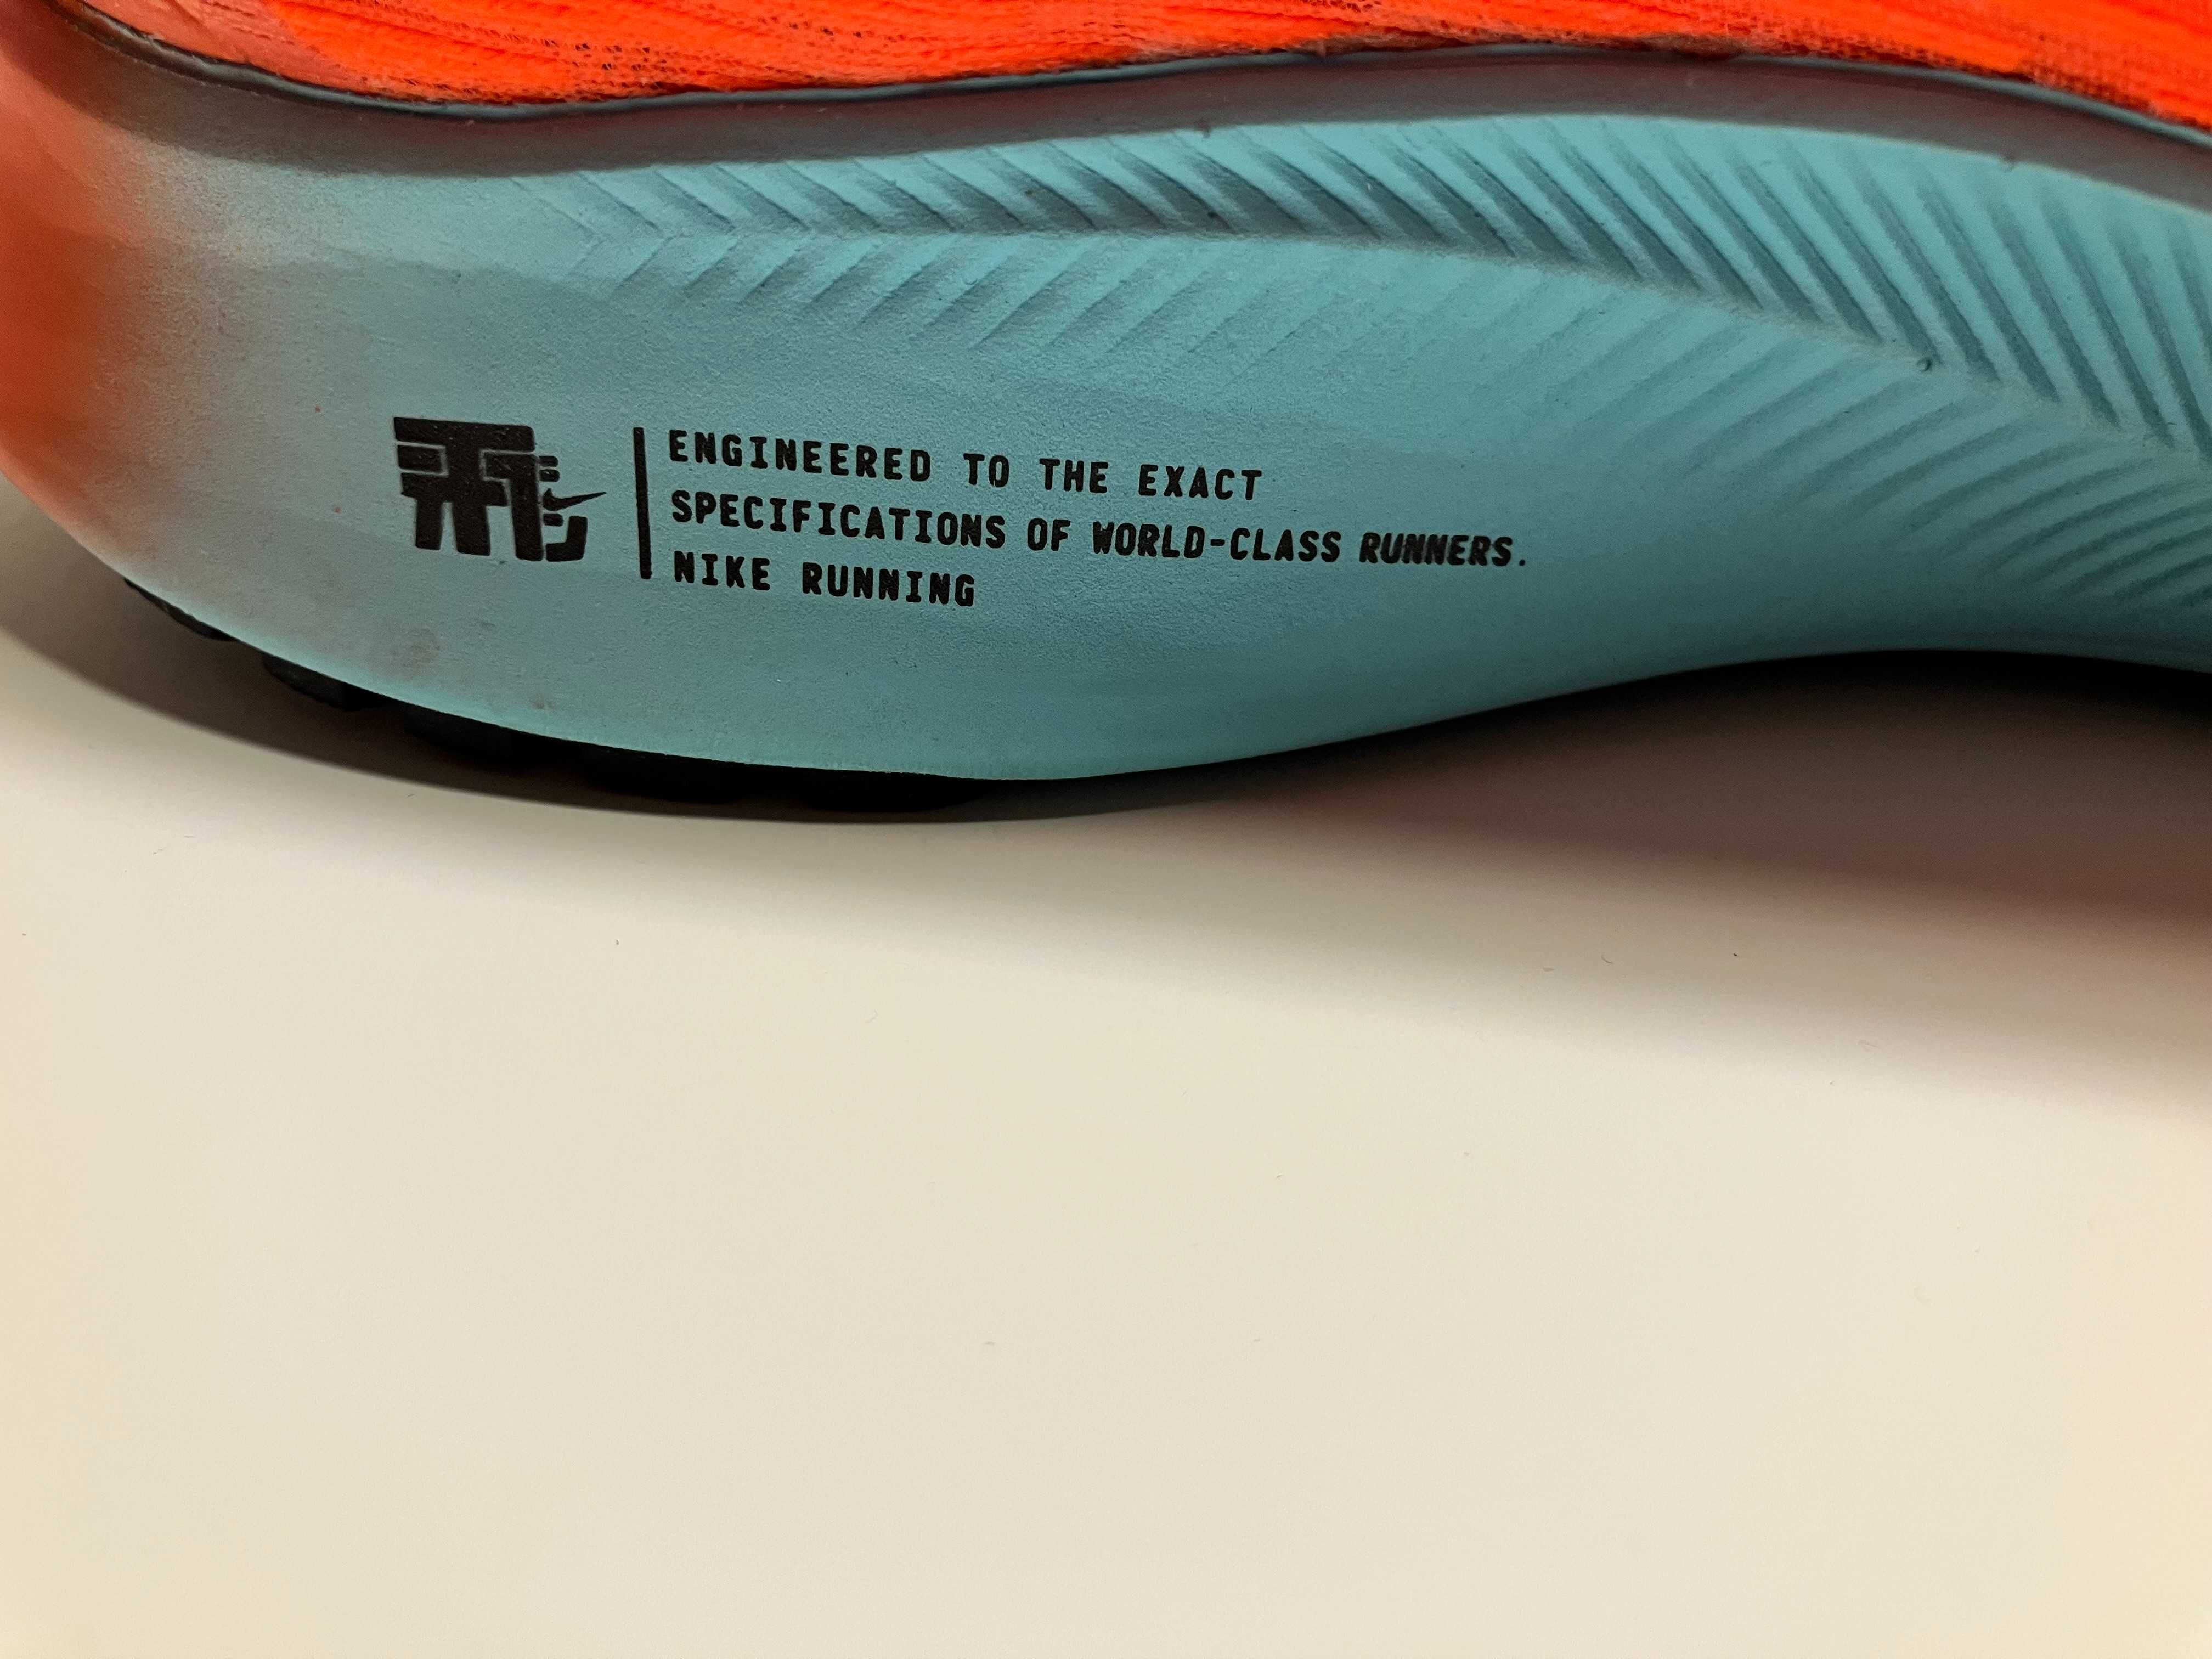 ENGINEERED TO THE EXACT
SPECIFICATIONS OF WORLD-CLASS RUNNERS.
NIKE RUNNING